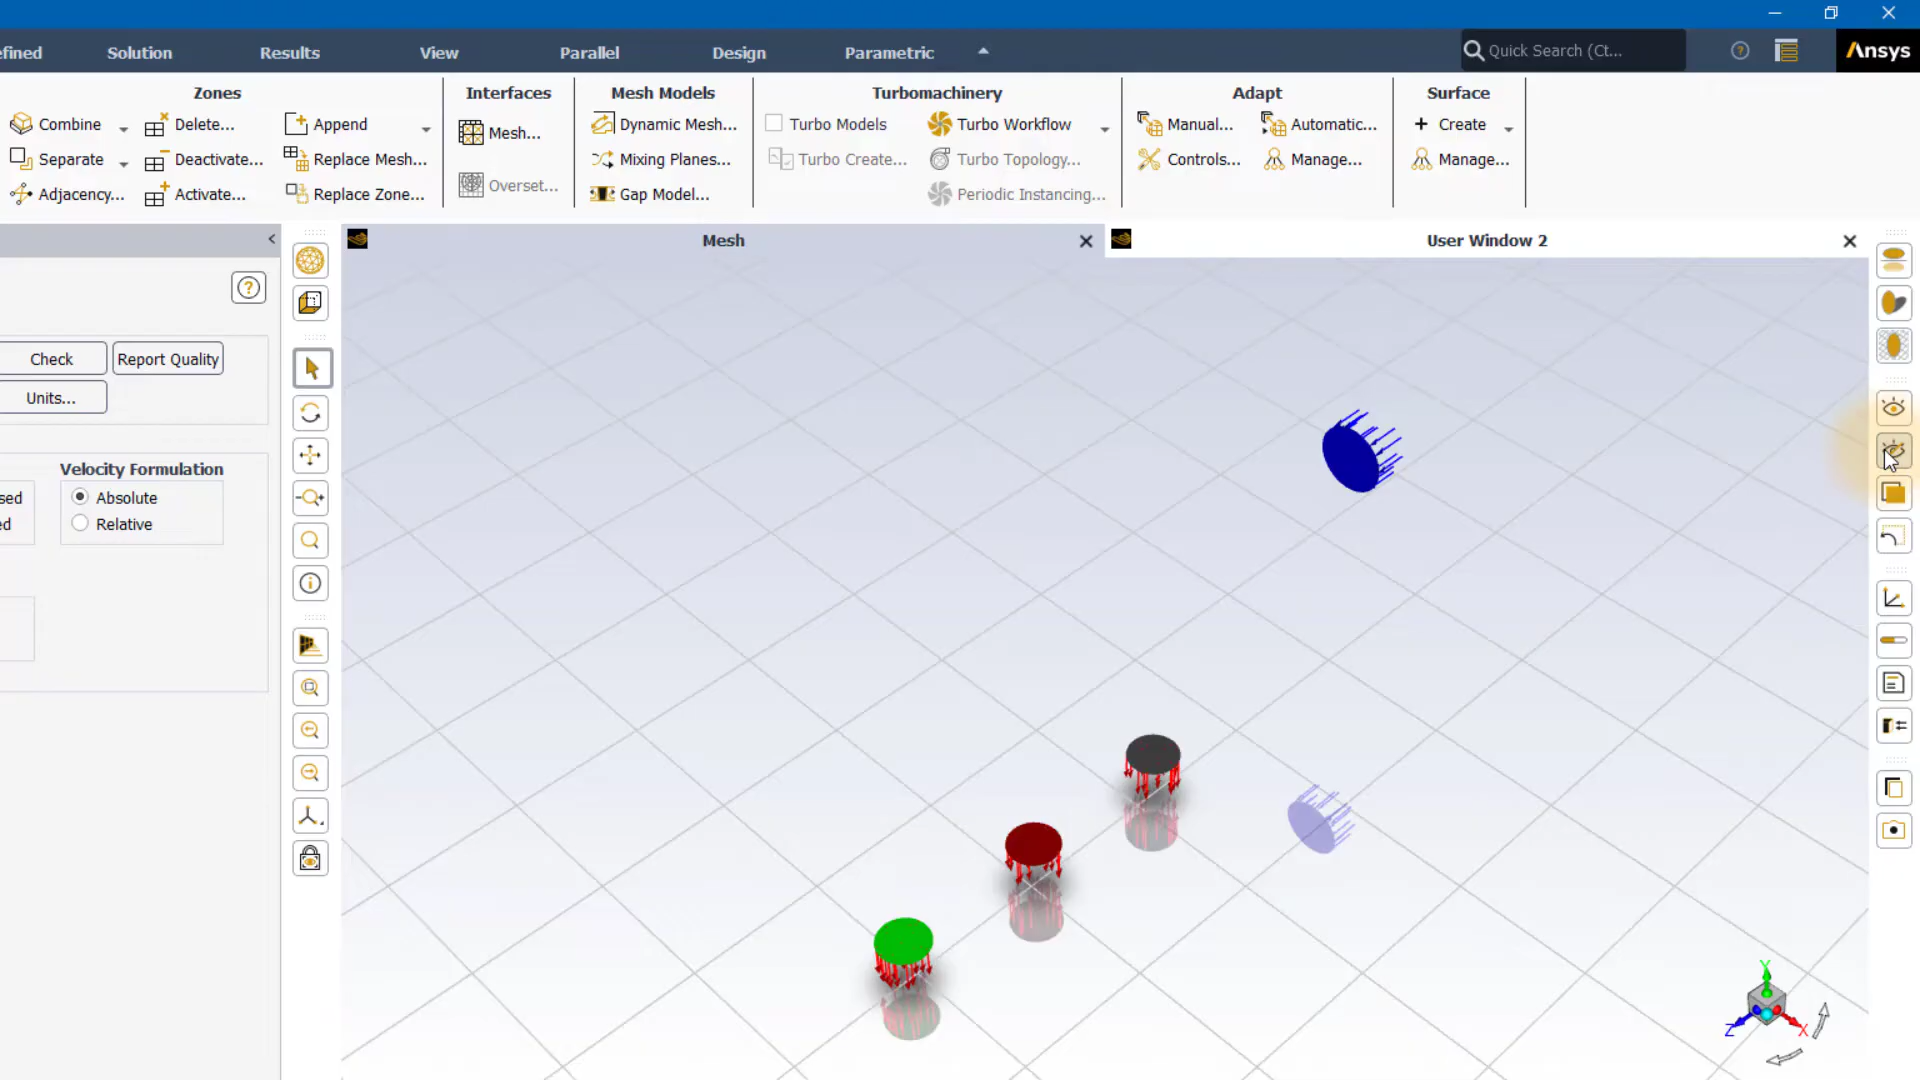 efined Solution Results View Parallel Design Parametric Quick Search (Ct... Ansys
Zones Interfaces Mesh Models Turbomachinery Adapt Surface
Combine Delete... Append Mesh... Dynamic Mesh... Turbo Models Turbo Workflow Manual... Automatic... Create
Separate Deactivate... Replace Mesh... Mixing Planes... Turbo Create... Turbo Topology... Controls... Manage... Manage...
Overset...
Adjacency... Activate... Replace Zone... Gap Model... Periodic Instancing...
Mesh User Window 2
Check Report Quality
Units...
Velocity Formulation
sed Absolute
ed Relative
Y
Z X